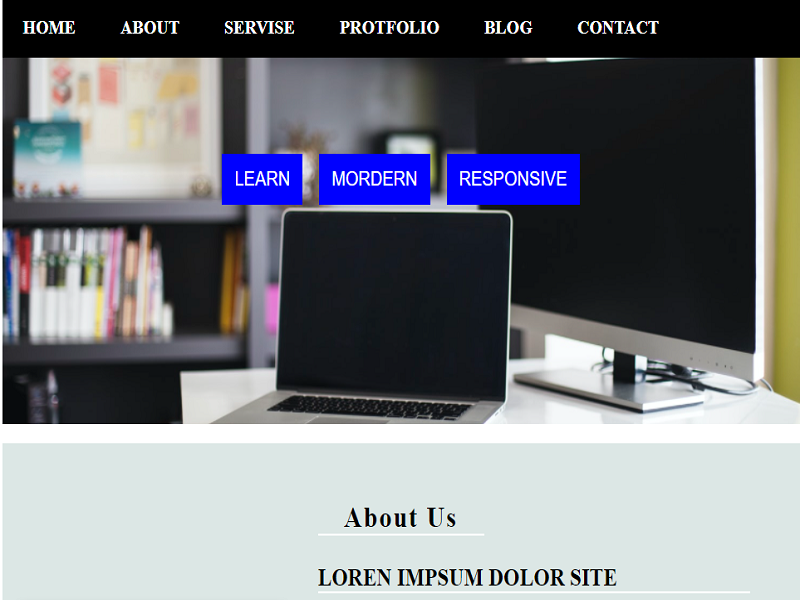 HOME ABOUT SERVISE PROTFOLIO BLOG CONTACT
LEARN MORDERN RESPONSIVE
About Us
LOREN IMPSUM DOLOR SITE